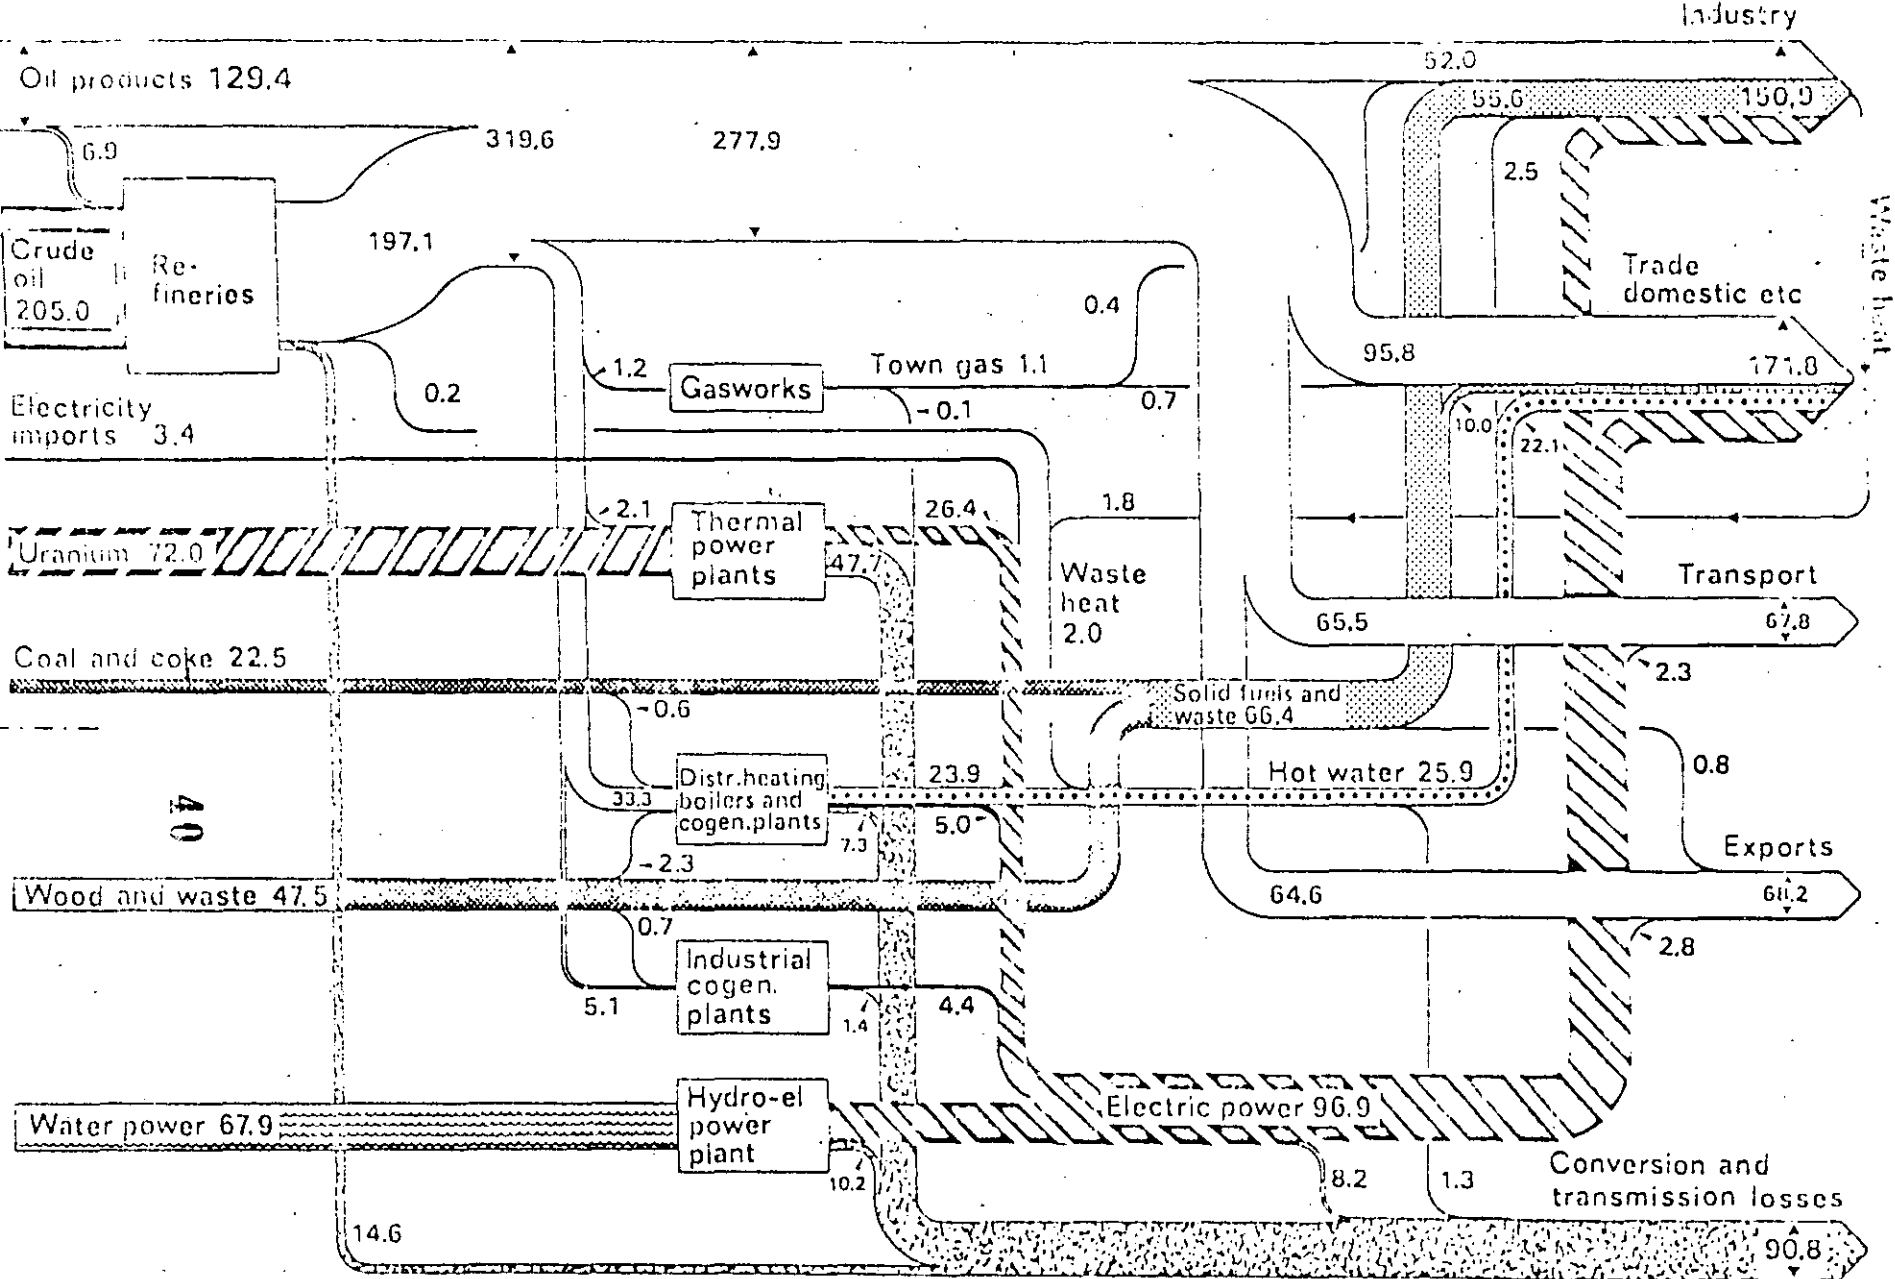 Industry
52.0
Oil products 129.4
55.6
150.9
6.9
319.6
277.9
2.5
Waste heat
Crude
oil
205.0
Re-
fineries
197.1
Trade
domestic etc
0.4
95.8
171.8
1.2
Gasworks
Town gas 1.1
0.7
-0.1
0.2
Electricity
imports 3.4
10.0
22.1
1.8
2.1
Thermal
power
plants
26.4
Uranium 72.0
47.7
Waste
heat
2.0
Transport
65.5
67.8
2.3
Coal and coke 22.5
0.6
Solid fuels and
waste 66.4
0.8
Distr.heating
boilers and
cogen.plants
33.3
23.9
Hot water 25.9
7.3
5.0
40
2.3
Exports
Wood and waste 47.5
64.6
68.2
2.8
0.7
Industrial
cogen.
plants
5.1
1.4
4.4
Hydro-el
power
plant
Electric power 96.9
Water power 67.9
10.2
8.2
1.3
Conversion and
transmission losses
14.6
90.8